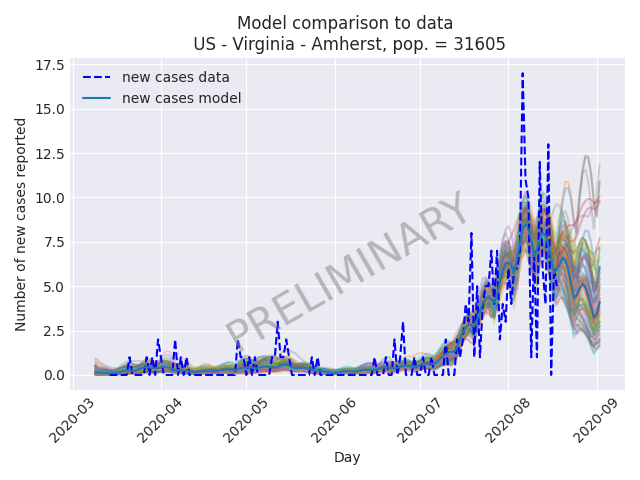 Model comparison to data
US - Virginia - Amherst, pop. = 31605
new cases data
new cases model
Number of new cases reported
17.5
15.0
12.5
10.0
7.5
5.0
2.5
0.0
PRELIMINARY
2020-03
2020-04
2020-05
2020-06
2020-07
2020-08
2020-09
Day